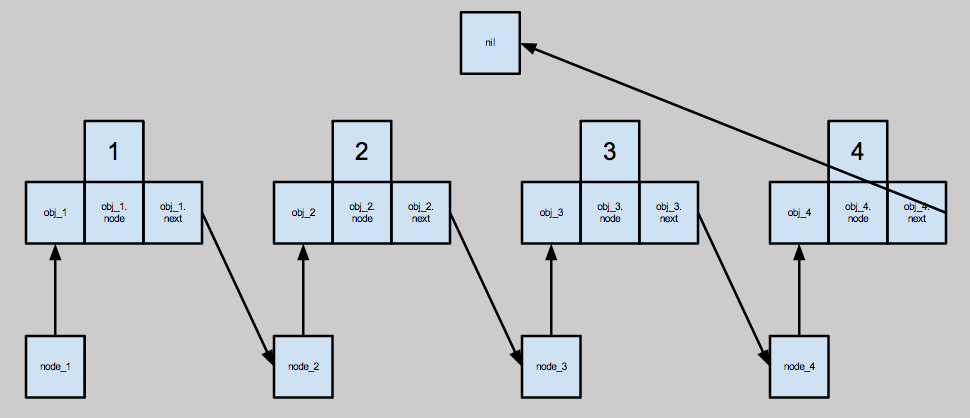 nil
1
2
3
4
obj_1
obj_1.
node
obj_1.
next
obj_2
obj_2.
node
obj_2.
next
obj_3
obj_3.
node
obj_3.
next
obj_4
obj_4.
node
obj_4.
next
node_1
node_2
node_3
node_4